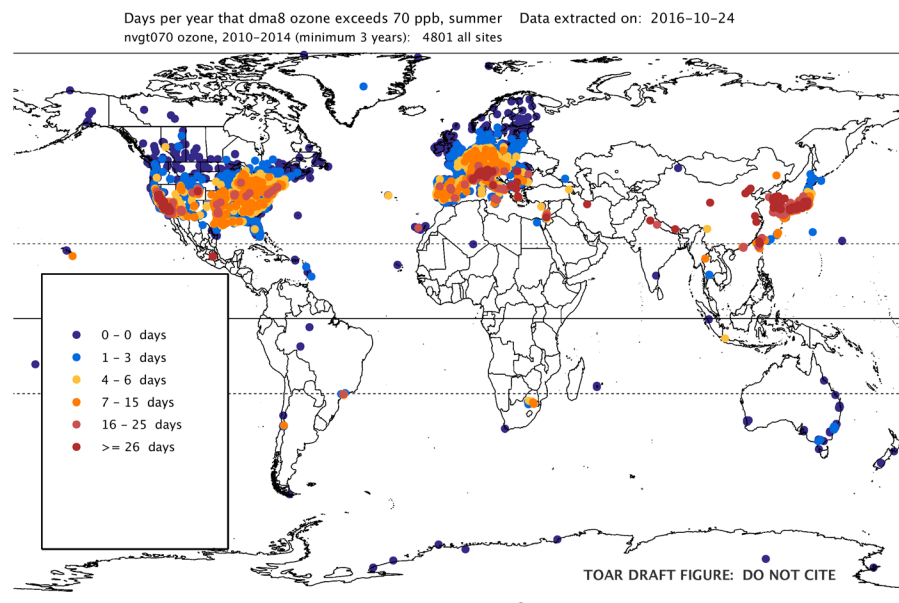 Days per year that dma8 ozone exceeds 70 ppb, summer Data extracted on: 2016-10-24
nvgt070 ozone, 2010-2014 (minimum 3 years): 4801 all sites
0 - 0 days
1 - 3 days
4 - 6 days
7 - 15 days
16 - 25 days
>= 26 days
TOAR DRAFT FIGURE: DO NOT CITE